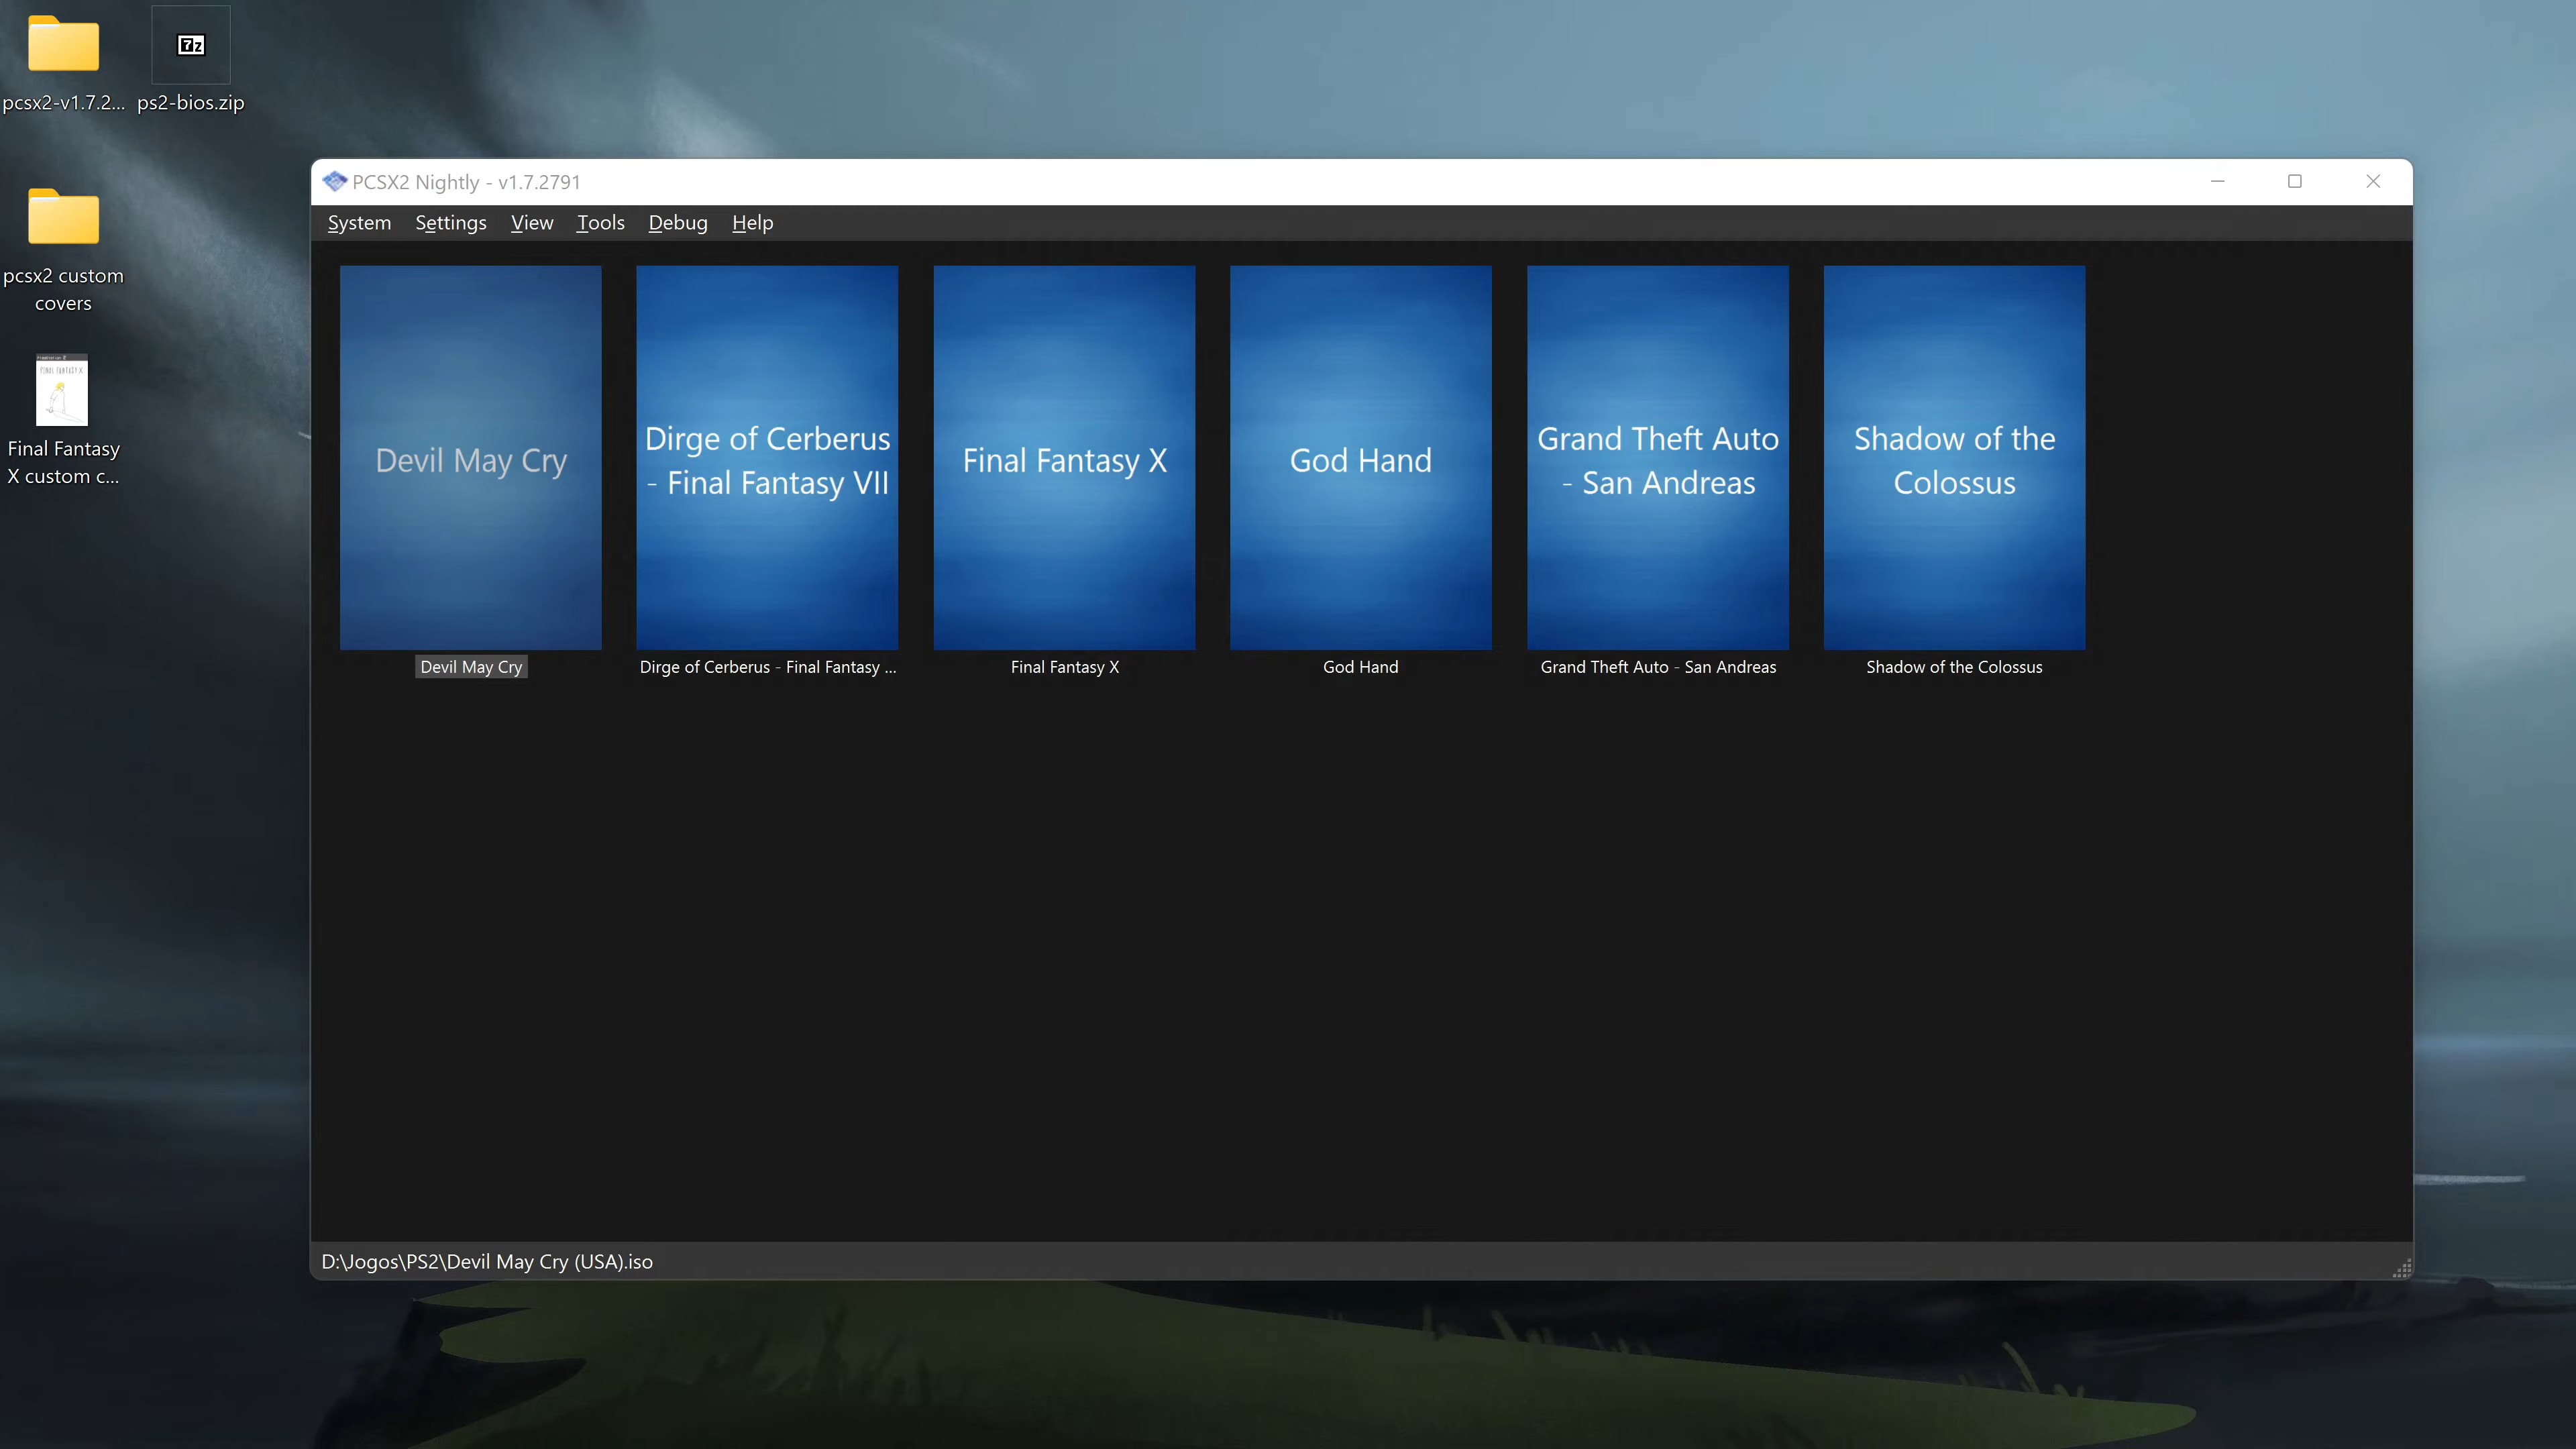 pcsx2-v1.7.2...
ps2-bios.zip
pcsx2 custom
covers
FINAL FANTASY X
Final Fantasy
X custom c...
PCSX2 Nightly - v1.7.2791
System Settings View Tools Debug Help
Devil May Cry
Dirge of Cerberus
- Final Fantasy VII
Final Fantasy X
God Hand
Grand Theft Auto
- San Andreas
Shadow of the
Colossus
Devil May Cry
Dirge of Cerberus - Final Fantasy ...
Final Fantasy X
God Hand
Grand Theft Auto - San Andreas
Shadow of the Colossus
D:\Jogos\PS2\Devil May Cry (USA).iso